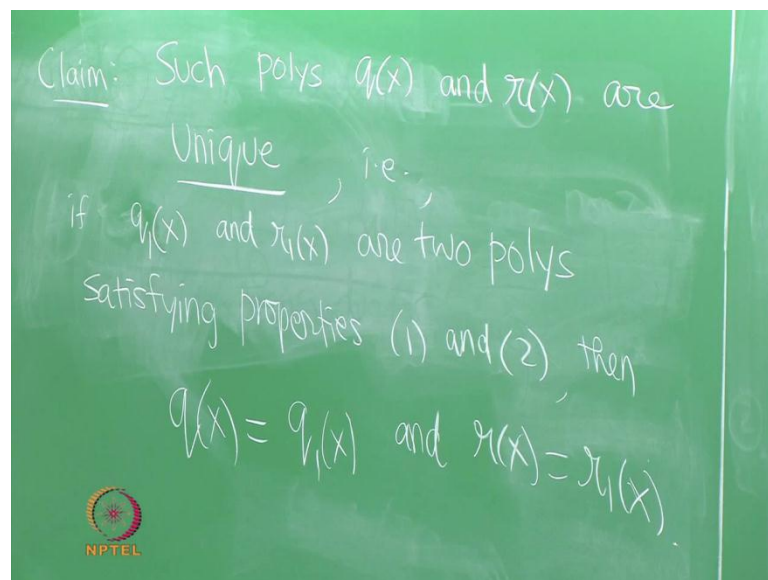 Claim: Such polys q(x) and r(x) are
Unique, i.e.,
if q₁(x) and r₁(x) are two polys
satisfying properties (1) and (2), then
q(x) = q₁(x) and r(x) = r₁(x).
NPTEL